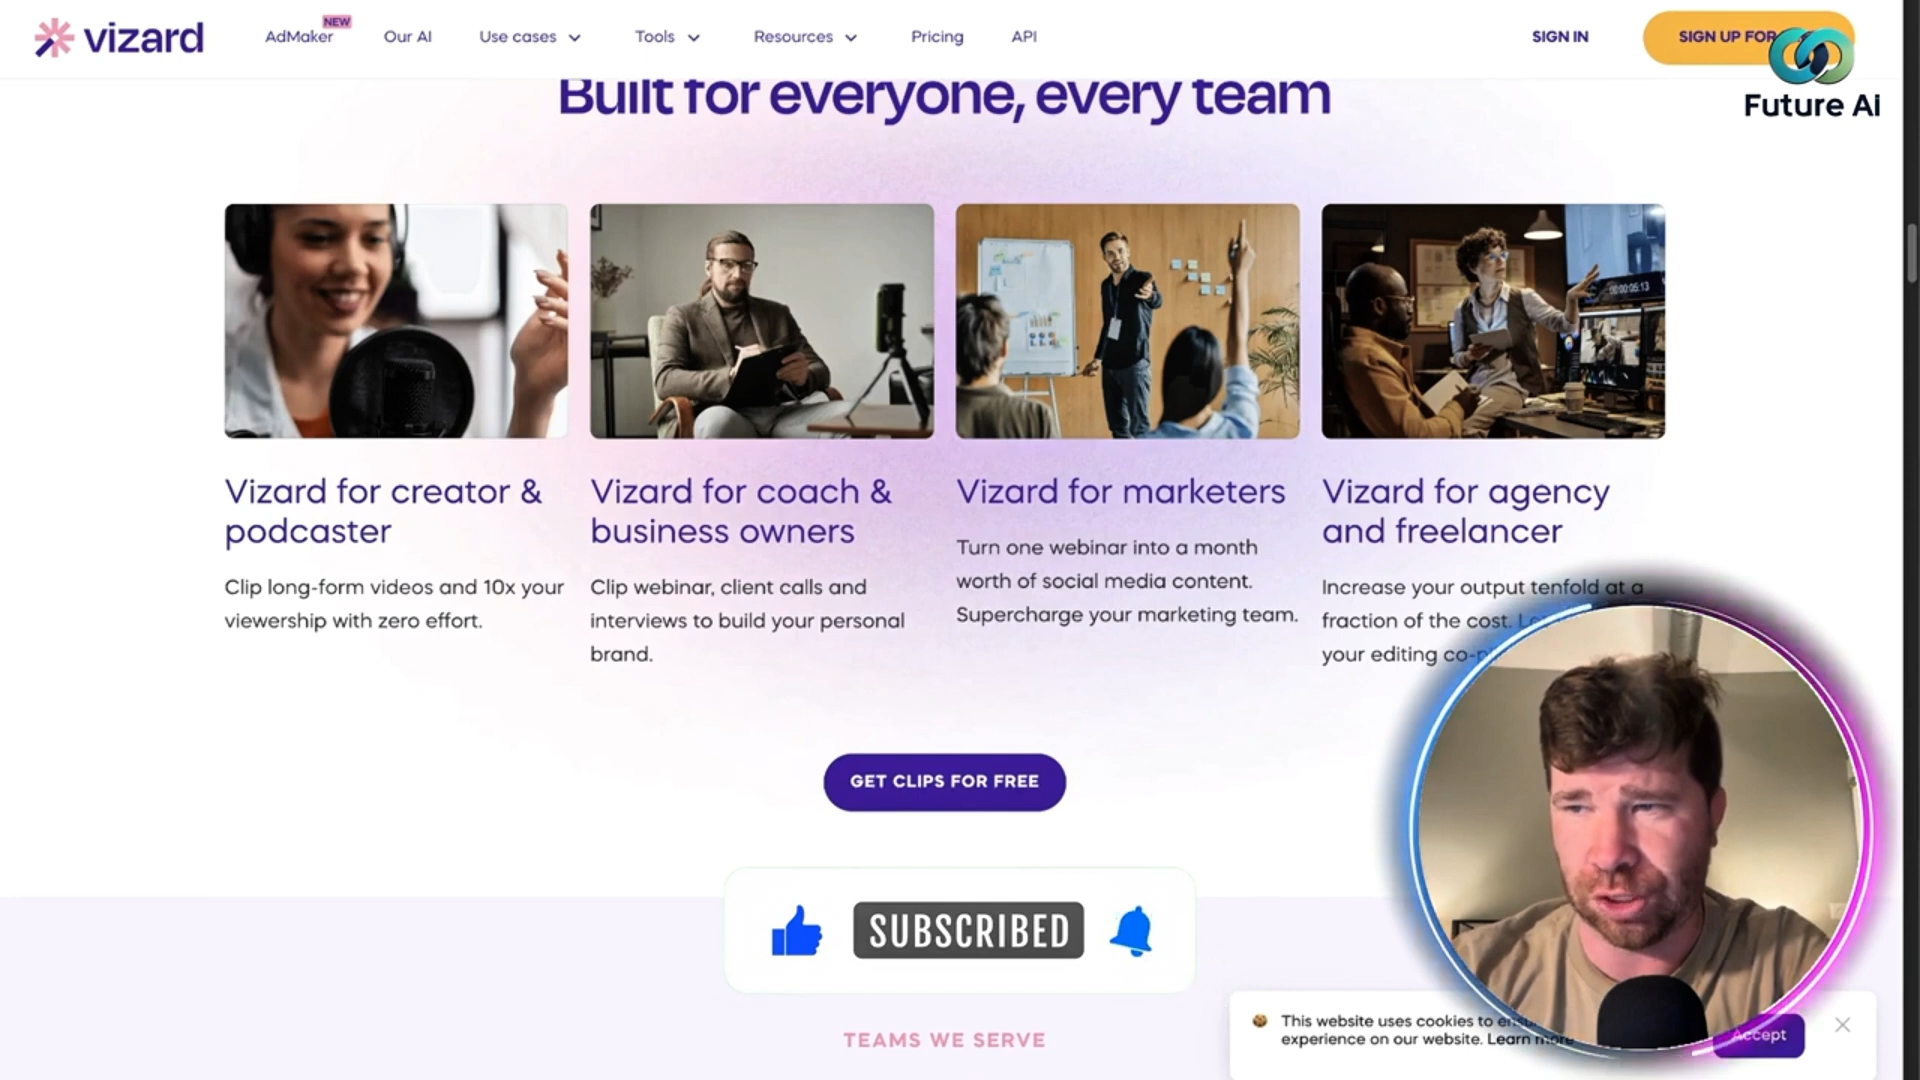 vizard
AdMaker
NEW
Our AI
Use cases
Tools
Resources
Pricing
API
SIGN IN
SIGN UP FOR
Future Ai
Built for everyone, every team
00:00:05:13
Vizard for creator &
podcaster
Clip long-form videos and 10x your
viewership with zero effort.
Vizard for coach &
business owners
Clip webinar, client calls and
interviews to build your personal
brand.
Vizard for marketers
Turn one webinar into a month
worth of social media content.
Supercharge your marketing team.
Vizard for agency
and freelancer
Increase your output tenfold at a
fraction of the cost.
your editing
GET CLIPS FOR FREE
SUBSCRIBED
TEAMS WE SERVE
This website uses cookies to
experience on our website. Learn more
Accept